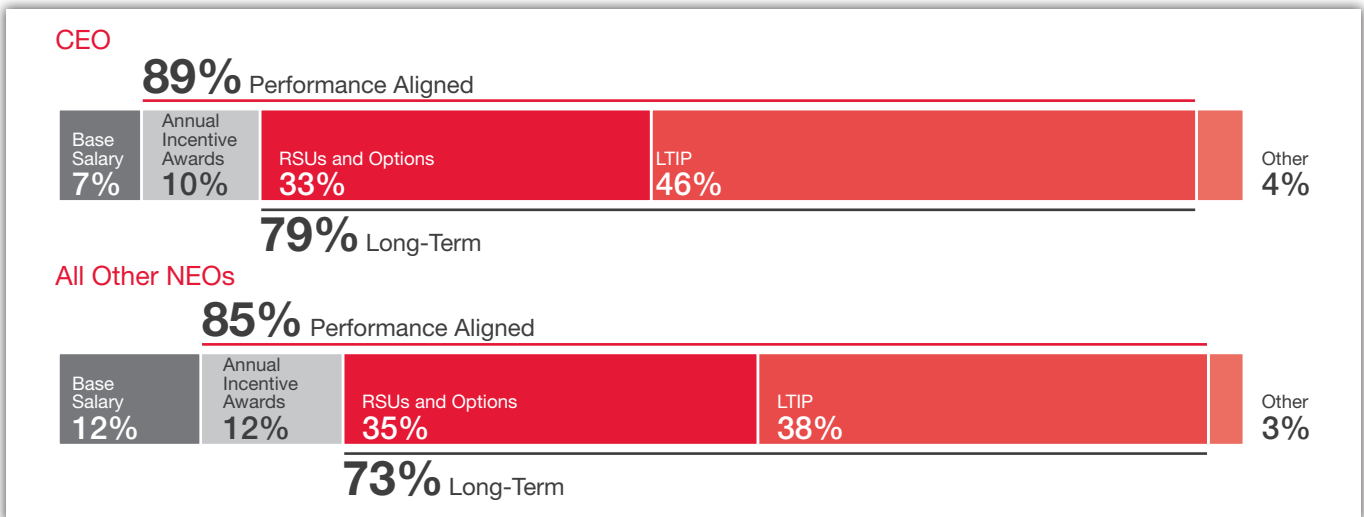 CEO
89% Performance Aligned
Base
Salary
7%
Annual
Incentive
Awards
10%
RSUs and Options
33%
LTIP
46%
Other
4%
79% Long-Term
All Other NEOs
85% Performance Aligned
Base
Salary
12%
Annual
Incentive
Awards
12%
RSUs and Options
35%
LTIP
38%
Other
3%
73% Long-Term